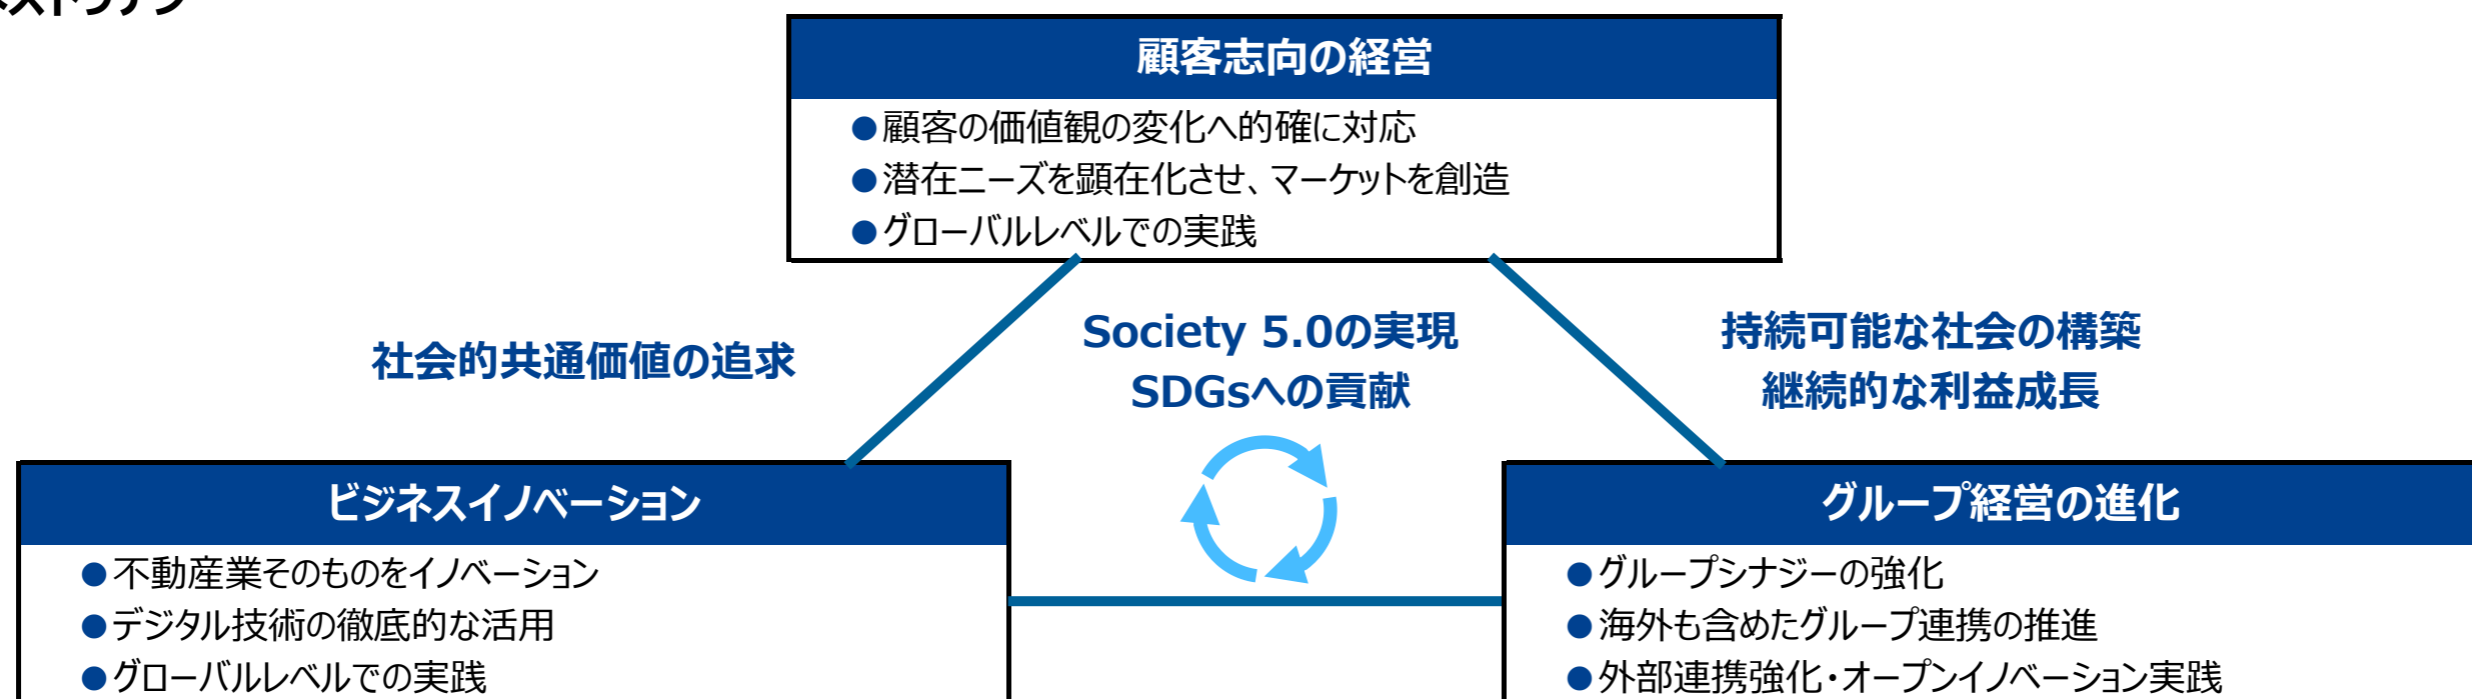 顧客志向の経営
●顧客の価値観の変化へ的確に対応
●潜在ニーズを顕在化させ、マーケットを創造
●グローバルレベルでの実践
社会的共通価値の追求
Society 5.0の実現
SDGsへの貢献
持続可能な社会の構築
継続的な利益成長
ビジネスイノベーション
●不動産業そのものをイノベーション
●デジタル技術の徹底的な活用
●グローバルレベルでの実践
グループ経営の進化
●グループシナジーの強化
●海外も含めたグループ連携の推進
●外部連携強化・オープンイノベーション実践